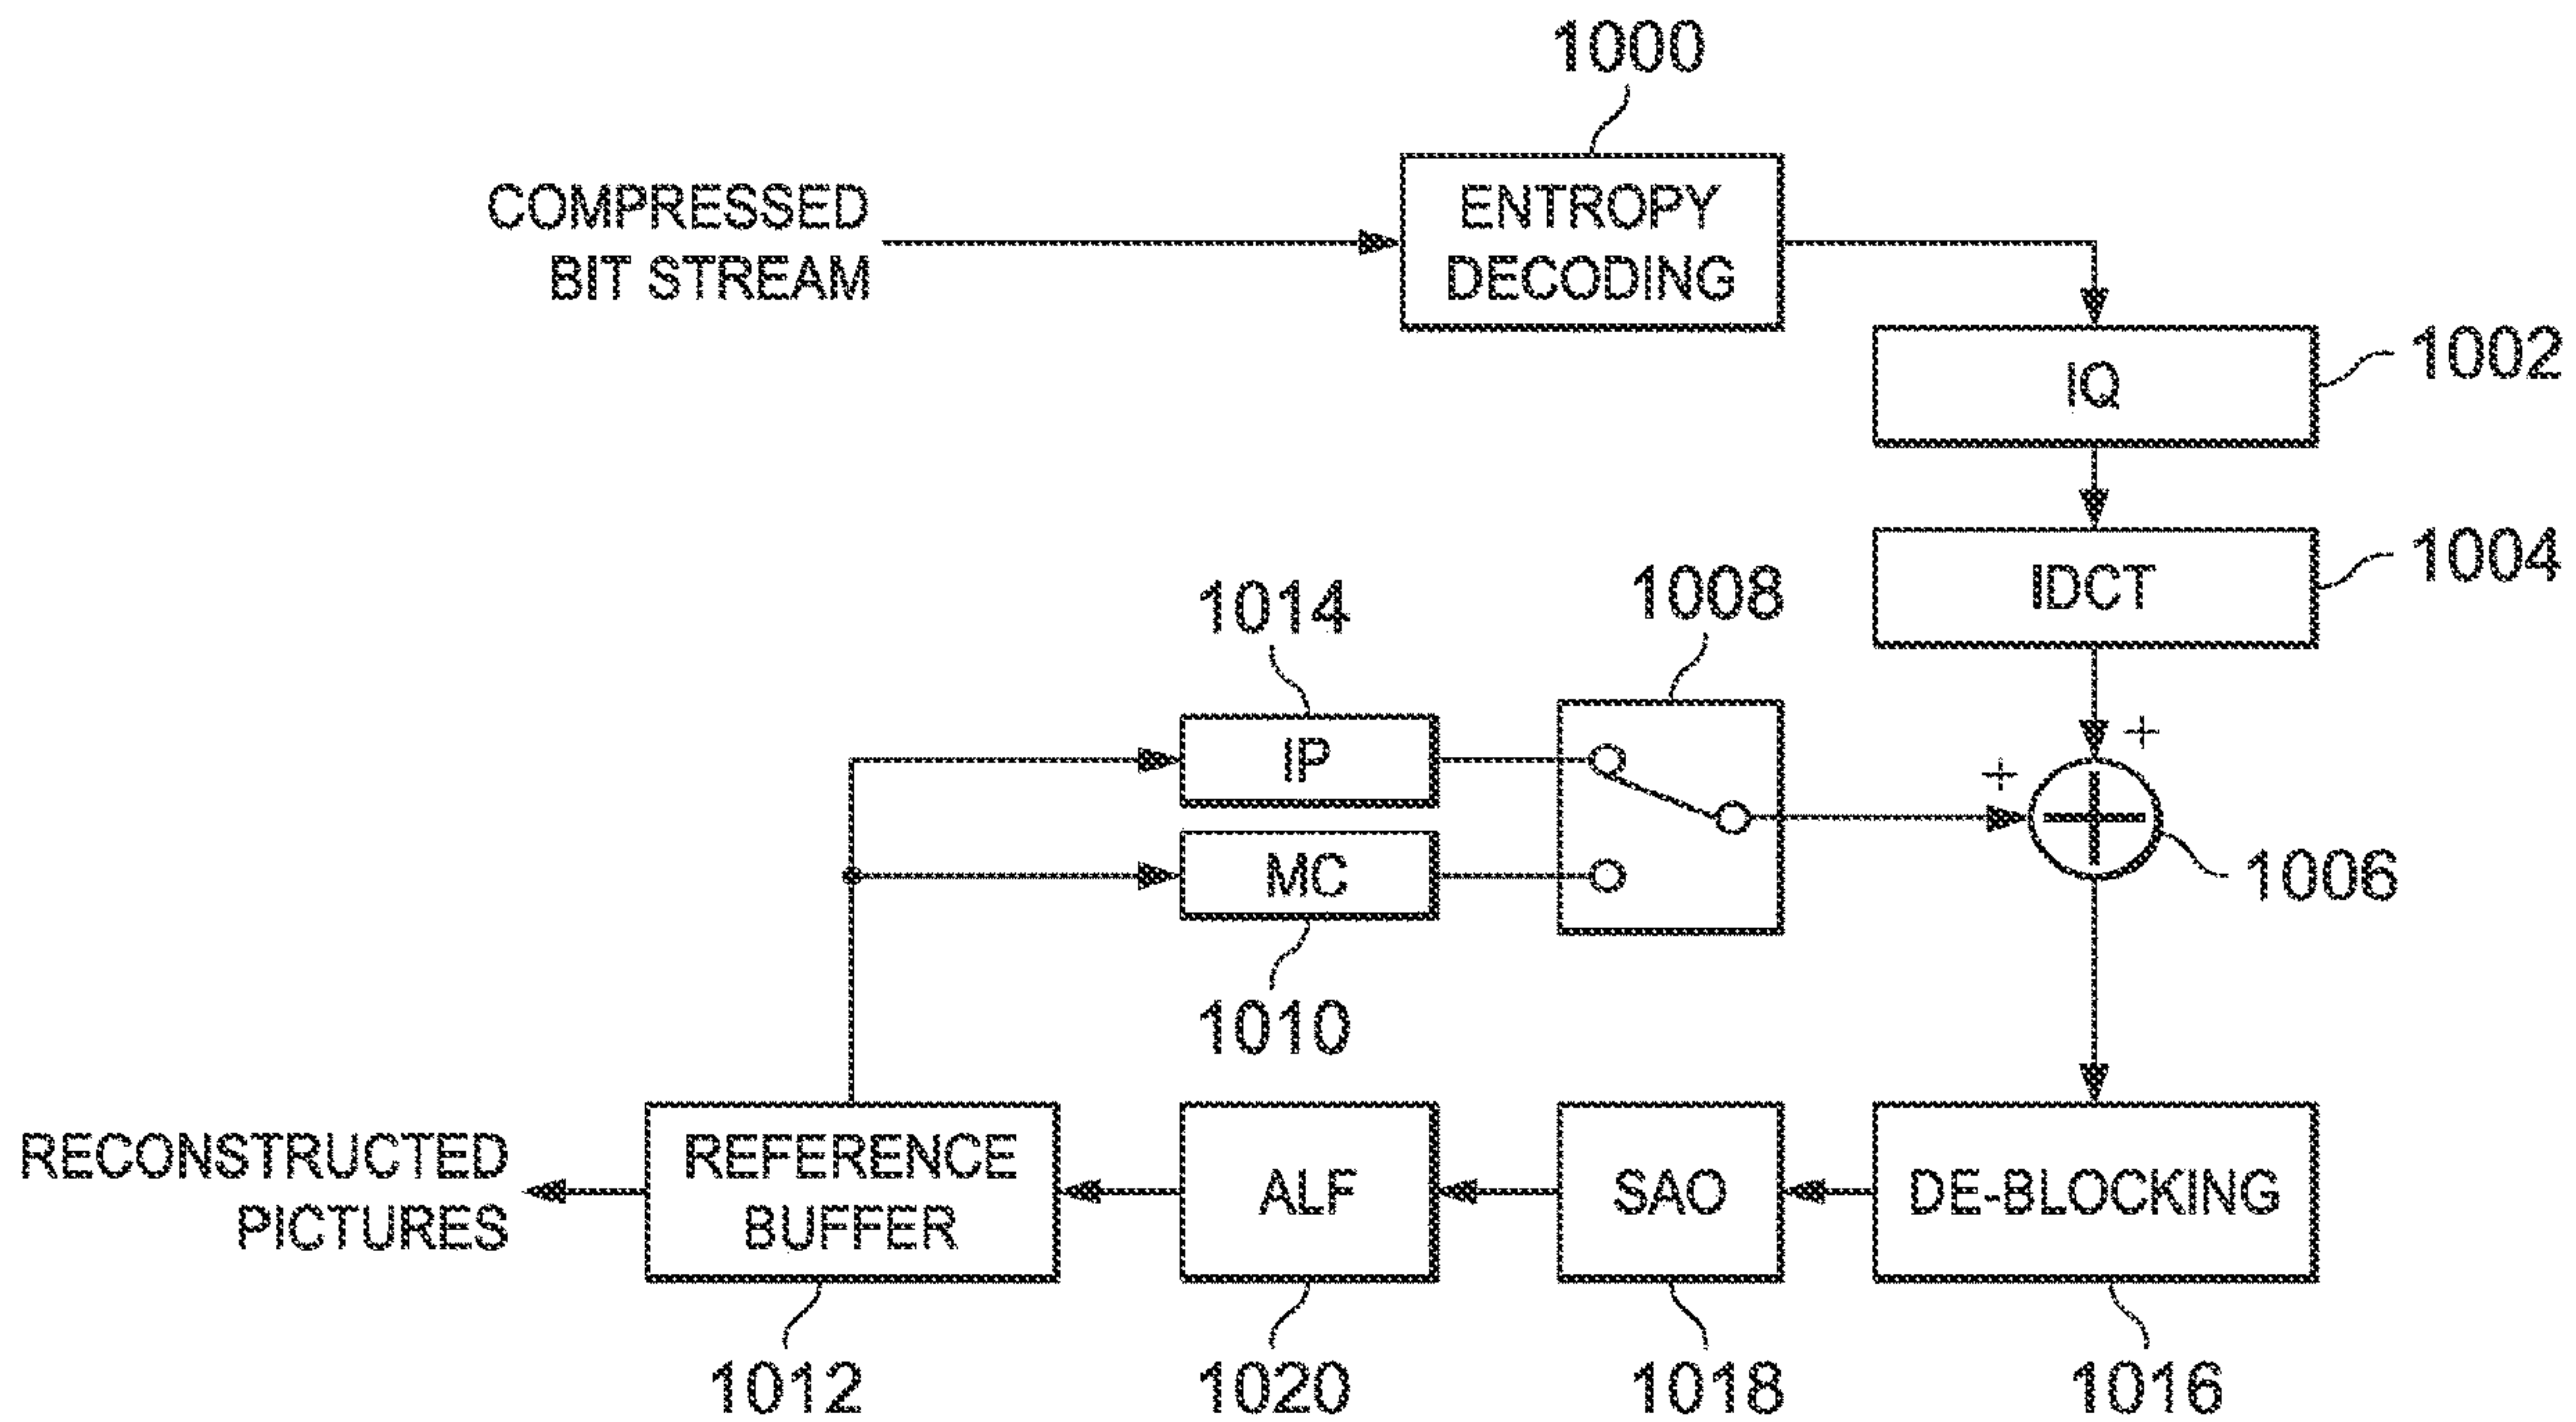 1000
COMPRESSED
BIT STREAM
ENTROPY
DECODING
IQ
1002
IDCT
1004
1014
1008
IP
+
+
MC
1006
1010
RECONSTRUCTED
PICTURES
REFERENCE
BUFFER
ALF
SAO
DE-BLOCKING
1012
1020
1018
1016